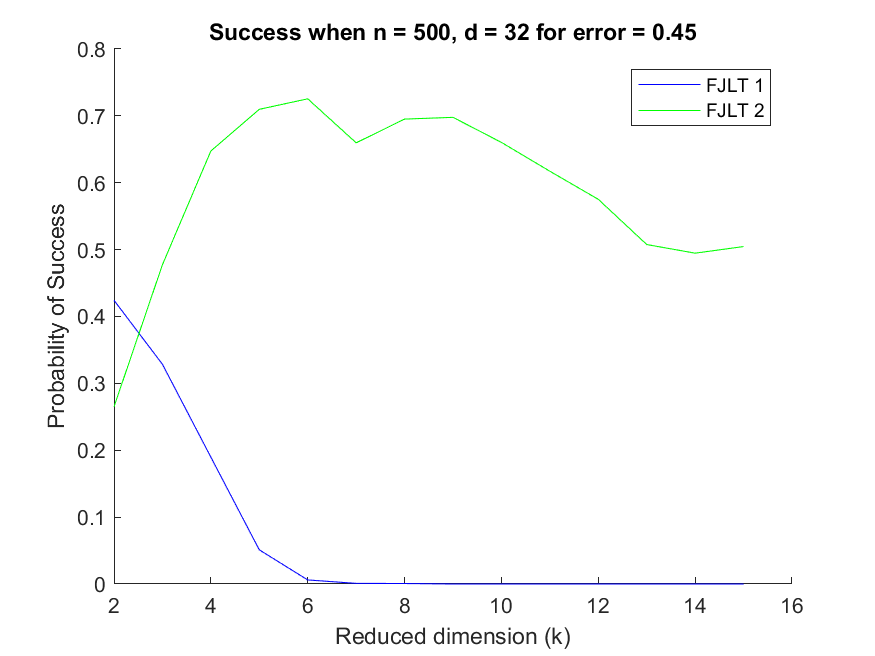 Success when n = 500, d = 32 for error = 0.45
FJLT 1
FJLT 2
0.8
0.7
0.6
0.5
0.4
0.3
0.2
0.1
0
Probability of Success
2 4 6 8 10 12 14 16
Reduced dimension (k)